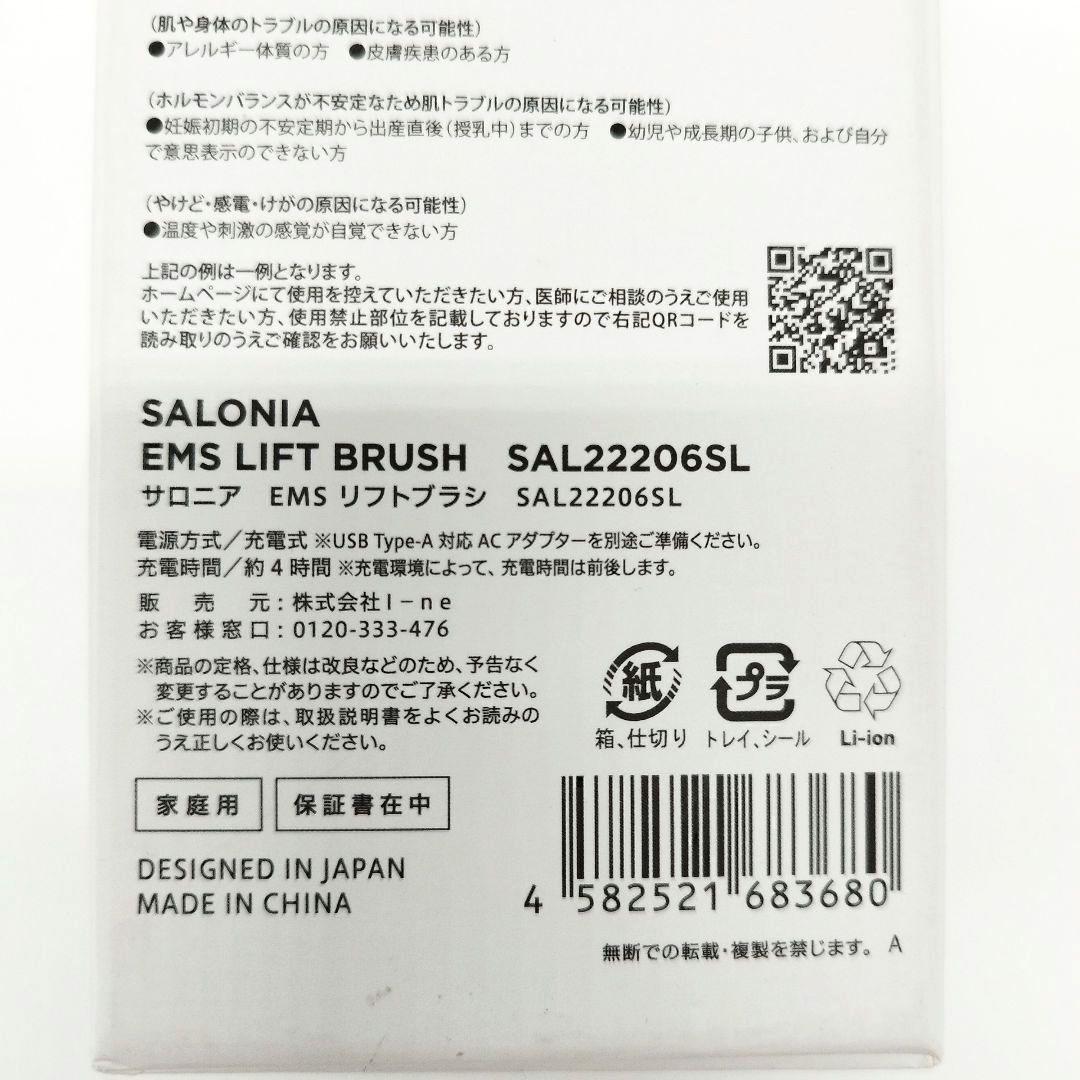 （肌や身体のトラブルの原因になる可能性）
●アレルギー体質の方　●皮膚疾患のある方
（ホルモンバランスが不安定なため肌トラブルの原因になる可能性）
●妊娠初期の不安定期から出産直後（授乳中）までの方　●幼児や成長期の子供、および自分
で意思表示のできない方
（やけど・感電・けがの原因になる可能性）
●温度や刺激の感覚が自覚できない方
上記の例は一例となります。
ホームページにて使用を控えていただきたい方、医師にご相談のうえご使用
いただきたい方、使用禁止部位を記載しておりますので右記QRコードを
読み取りのうえご確認をお願いいたします。
SALONIA
EMS LIFT BRUSH　SAL22206SL
サロニア　EMS リフトブラシ　SAL22206SL
電源方式／充電式 ※USB Type-A 対応 AC アダプターを別途ご準備ください。
充電時間／約 4 時間 ※充電環境によって、充電時間は前後します。
販　売　元：株式会社I－ne
お客様窓口：0120-333-476
※商品の定格、仕様は改良などのため、予告なく
変更することがありますのでご了承ください。
※ご使用の際は、取扱説明書をよくお読みの
うえ正しくお使いください。
紙
プラ
箱、仕切り
トレイ、シール
Li-ion
家庭用
保証書在中
DESIGNED IN JAPAN
MADE IN CHINA
4 582521 683680
無断での転載・複製を禁じます。 A